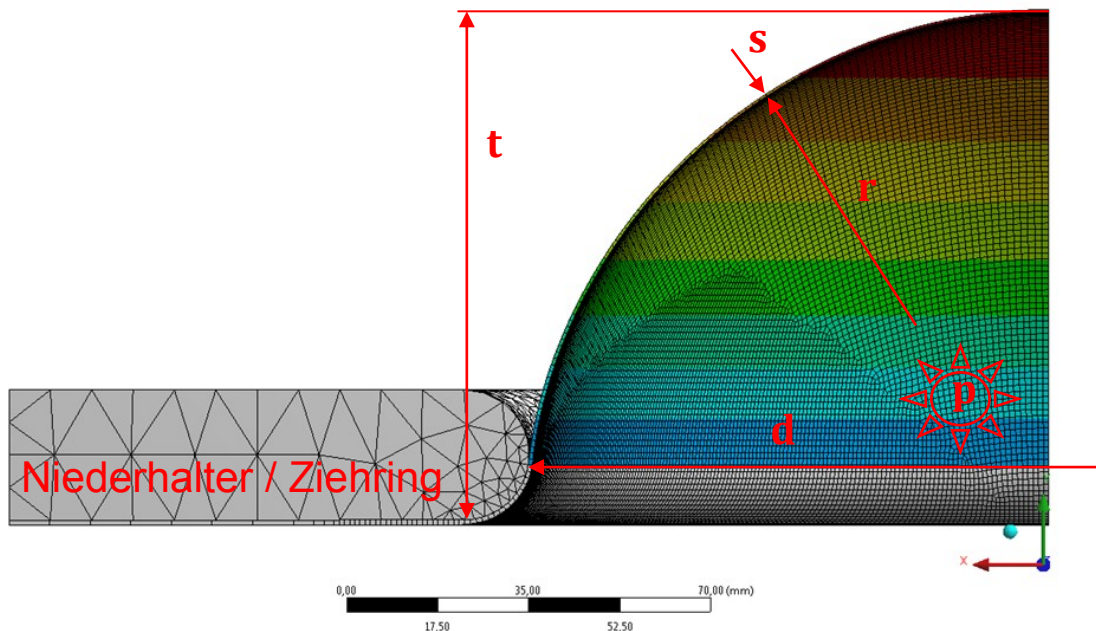 s
t
r
p
d
Niederhalter / Ziehring
x
0,00 35,00 70,00 (mm)
17.50 52.50